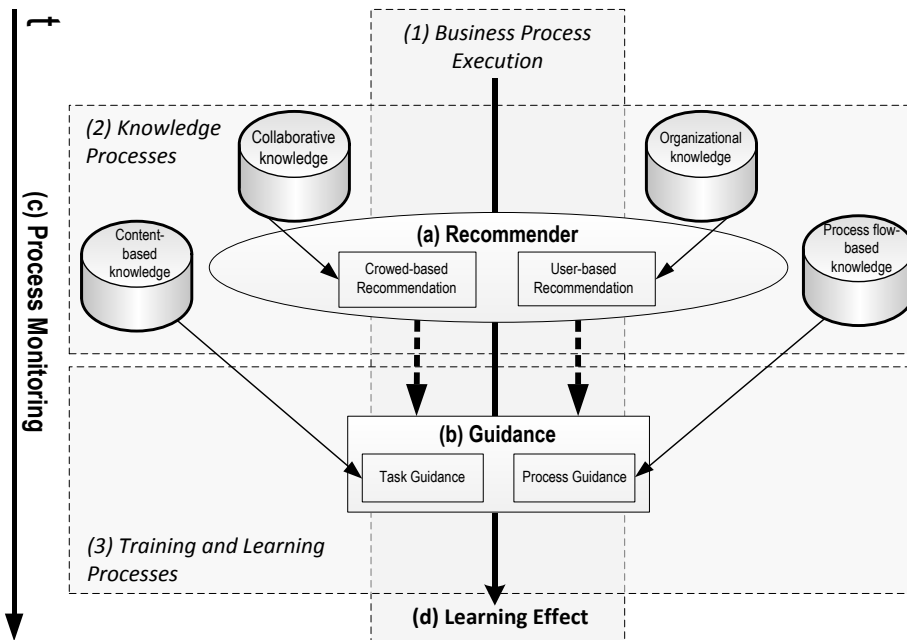 t
(c) Process Monitoring
(1) Business Process
Execution
(2) Knowledge
Processes
Collaborative
knowledge
Organizational
knowledge
Content-
based
knowledge
Process flow-
based
knowledge
(a) Recommender
Crowed-based
Recommendation
User-based
Recommendation
(b) Guidance
Task Guidance
Process Guidance
(3) Training and Learning
Processes
(d) Learning Effect